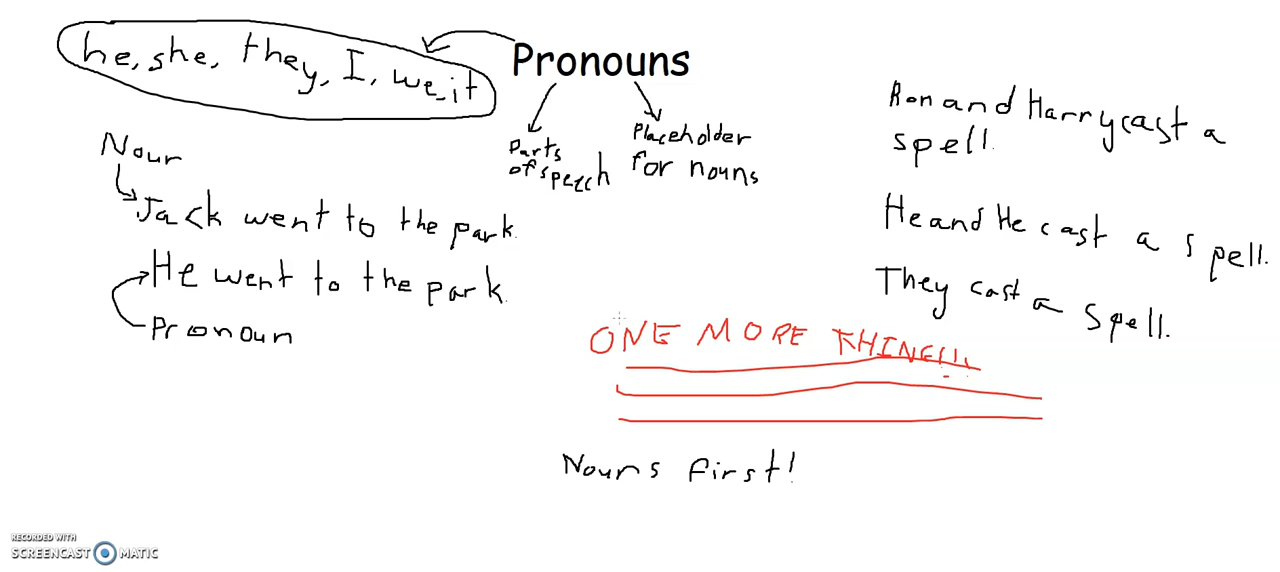 he, she, they, I, we, it
Pronouns
Parts
of speech
Placeholder
for nouns
Noun
Jack went to the park.
He went to the park.
Pronoun
Ron and Harry cast a
spell.
He and He cast a spell.
They cast a spell.
ONE MORE THING!!!
Nouns first!
RECORDED WITH
SCREENCAST MATIC